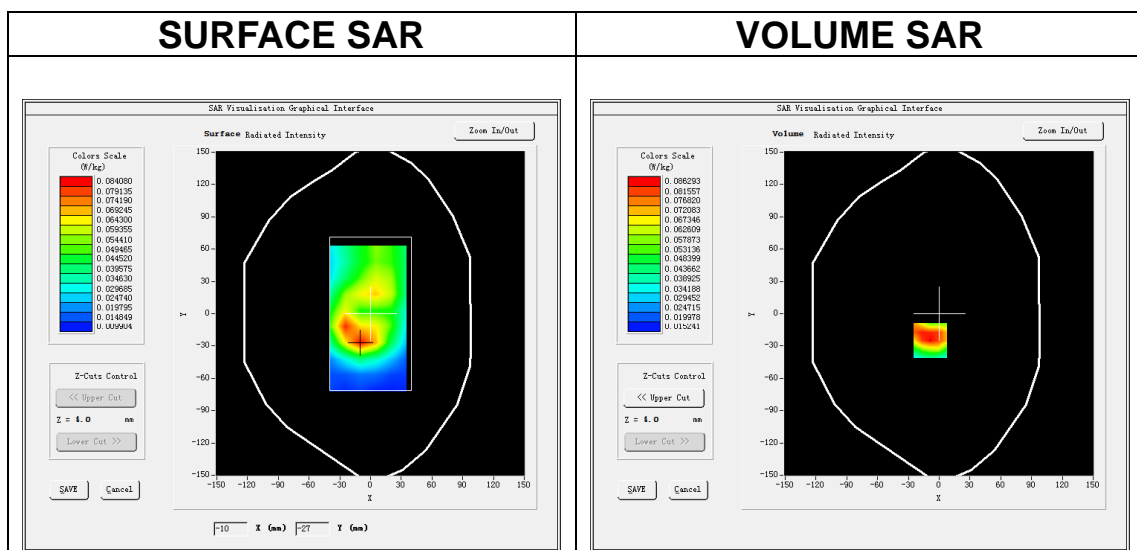 SURFACE SAR
VOLUME SAR
SAR Visualisation Graphical Interface
Surface Radiated Intensity
Zoom In/Out
Colors Scale
(W/kg)
0.084080
0.079135
0.074190
0.069245
0.064300
0.059355
0.054410
0.049465
0.044520
0.039575
0.034630
0.029685
0.024740
0.019795
0.014849
0.009904
150
120
90
60
30
0
-30
-60
-90
-120
-150
Y
-150 -120 -90 -60 -30 0 30 60 90 120 150
X
Z-Cuts Control
<< Upper Cut
Z = 4.0 mm
Lower Cut >>
SAVE Cancel
-10 X (mm) -27 Y (mm)
SAR Visualisation Graphical Interface
Volume Radiated Intensity
Zoom In/Out
Colors Scale
(W/kg)
0.086293
0.081557
0.076820
0.072083
0.067346
0.062609
0.057873
0.053136
0.048399
0.043662
0.038925
0.034188
0.029452
0.024715
0.019978
0.015241
150
120
90
60
30
0
-30
-60
-90
-120
-150
Y
-150 -120 -90 -60 -30 0 30 60 90 120 150
X
Z-Cuts Control
<< Upper Cut
Z = 4.0 mm
Lower Cut >>
SAVE Cancel